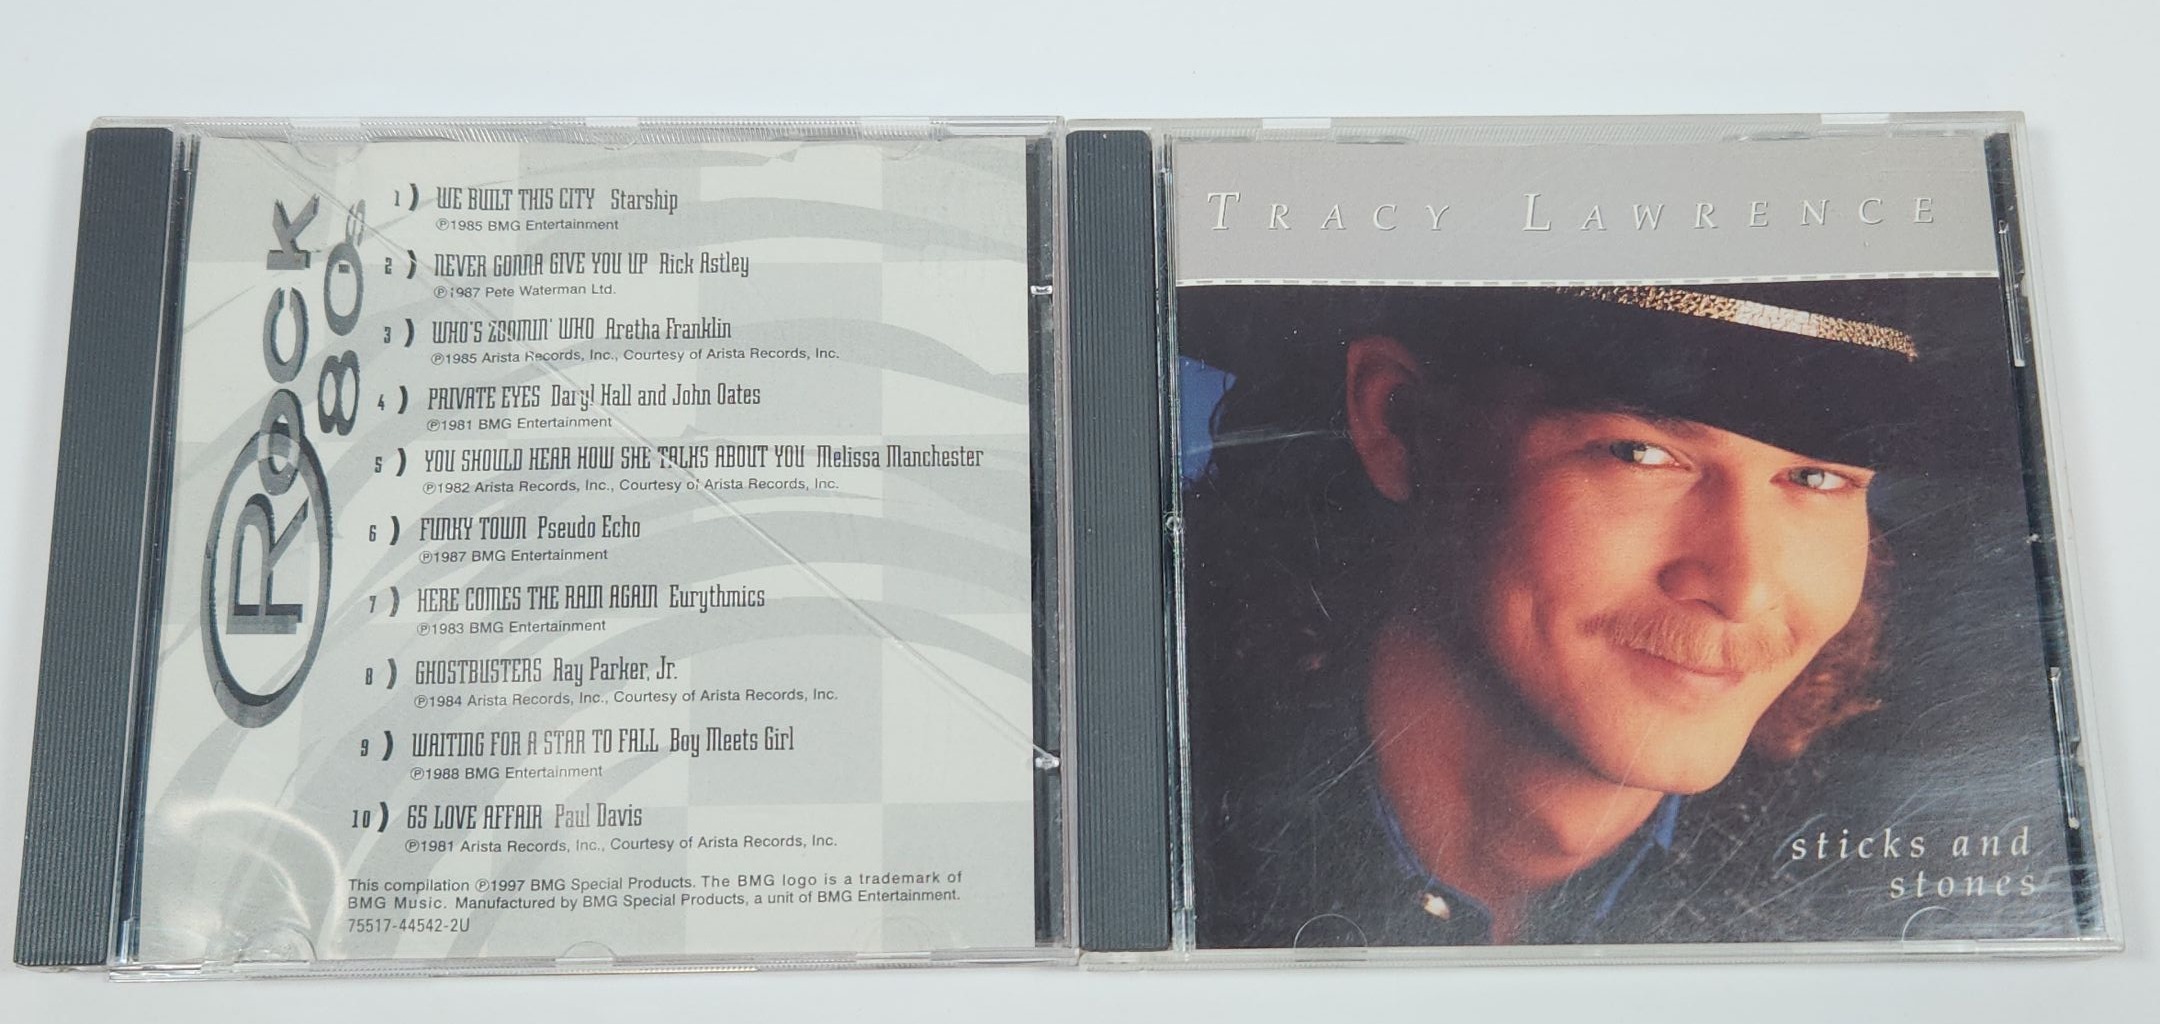 ROCK
80s
1) WE BUILT THIS CITY Starship
℗1985 BMG Entertainment
2) NEVER GONNA GIVE YOU UP Rick Astley
℗1987 Pete Waterman Ltd.
3) WHO'S ZOOMIN' WHO Aretha Franklin
℗1985 Arista Records, Inc., Courtesy of Arista Records, Inc.
4) PRIVATE EYES Daryl Hall and John Oates
℗1981 BMG Entertainment
5) YOU SHOULD HEAR HOW SHE TALKS ABOUT YOU Melissa Manchester
℗1982 Arista Records, Inc., Courtesy of Arista Records, Inc.
6) FUNKY TOWN Pseudo Echo
℗1987 BMG Entertainment
7) HERE COMES THE RAIN AGAIN Eurythmics
℗1983 BMG Entertainment
8) GHOSTBUSTERS Ray Parker, Jr.
℗1984 Arista Records, Inc., Courtesy of Arista Records, Inc.
9) WAITING FOR A STAR TO FALL Boy Meets Girl
℗1988 BMG Entertainment
10) 65 LOVE AFFAIR Paul Davis
℗1981 Arista Records, Inc., Courtesy of Arista Records, Inc.
This compilation ℗1997 BMG Special Products. The BMG logo is a trademark of
BMG Music. Manufactured by BMG Special Products, a unit of BMG Entertainment.
75517-44542-2U
TRACY LAWRENCE
sticks and
stones